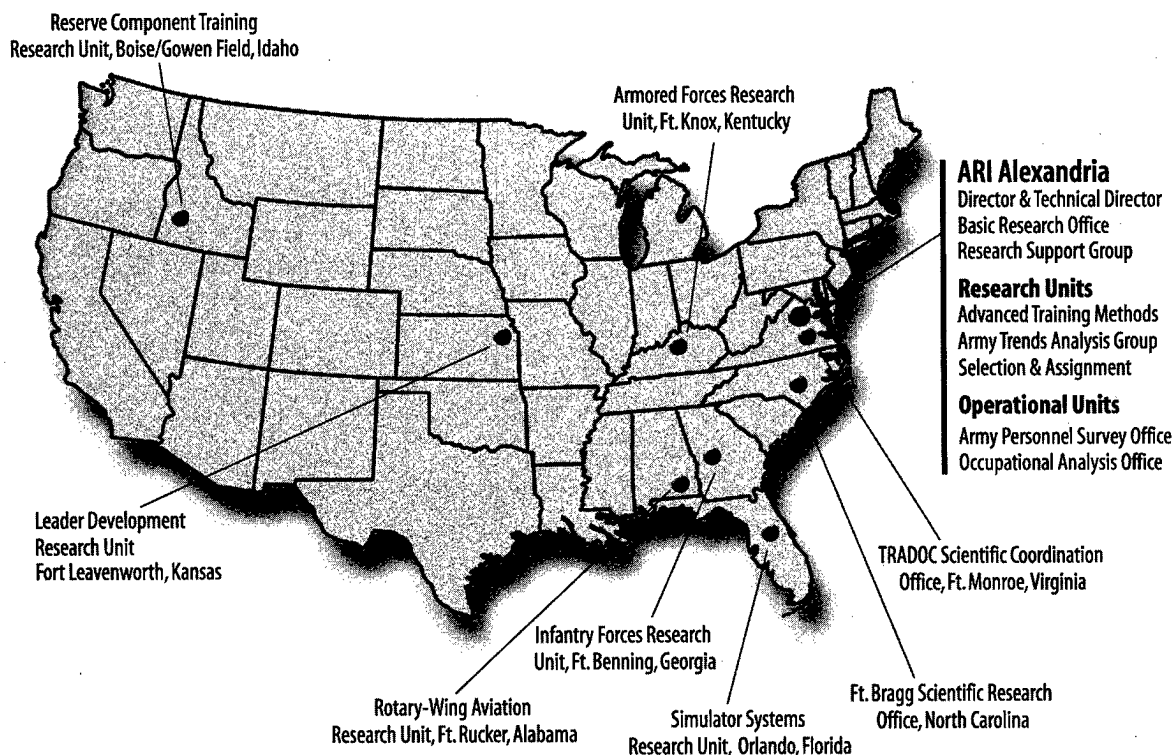 Reserve Component Training
Research Unit, Boise/Gowen Field, Idaho
Armored Forces Research
Unit, Ft. Knox, Kentucky
ARI Alexandria
Director & Technical Director
Basic Research Office
Research Support Group
Research Units
Advanced Training Methods
Army Trends Analysis Group
Selection & Assignment
Operational Units
Army Personnel Survey Office
Occupational Analysis Office
Leader Development
Research Unit
Fort Leavenworth, Kansas
TRADOC Scientific Coordination
Office, Ft. Monroe, Virginia
Infantry Forces Research
Unit, Ft. Benning, Georgia
Ft. Bragg Scientific Research
Office, North Carolina
Rotary-Wing Aviation
Research Unit, Ft. Rucker, Alabama
Simulator Systems
Research Unit, Orlando, Florida